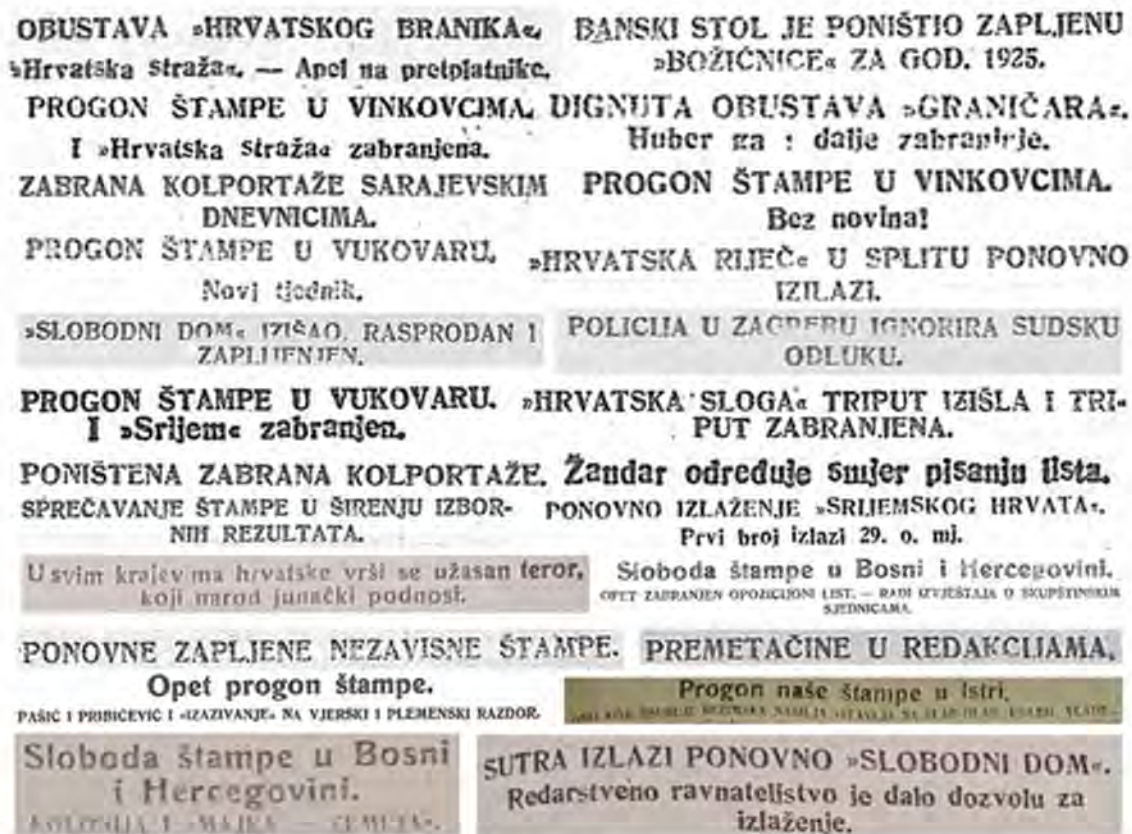 OBUSTAVA »HRVATSKOG BRANIKA«.
»Hrvatska straža«. — Apel na pretplatnike.
BANSKI STOL JE PONIŠTIO ZAPLJENU
»BOŽIĆNICE« ZA GOD. 1925.
PROGON ŠTAMPE U VINKOVCIMA.
I »Hrvatska straža« zabranjena.
DIGNUTA OBUSTAVA »GRANIČARA«.
Huber ga i dalje zabranjuje.
ZABRANA KOLPORTAŽE SARAJEVSKIM
DNEVNICIMA.
PROGON ŠTAMPE U VINKOVCIMA.
Bez novina!
PROGON ŠTAMPE U VUKOVARU.
Novi tjednik.
»HRVATSKA RIJEČ« U SPLITU PONOVNO
IZILAZI.
»SLOBODNI DOM« IZIŠAO, RASPRODAN I
ZAPLIJENJEN.
POLICIJA U ZAGREBU IGNORIRA SUDSKU
ODLUKU.
PROGON ŠTAMPE U VUKOVARU.
I »Srijem« zabranjen.
»HRVATSKA SLOGA« TRIPUT IZIŠLA I TRI-
PUT ZABRANJENA.
PONIŠTENA ZABRANA KOLPORTAŽE.
Žandar određuje smjer pisanju lista.
SPREČAVANJE ŠTAMPE U ŠIRENJU IZBOR-
NIH REZULTATA.
PONOVNO IZLAŽENJE »SRIJEMSKOG HRVATA«.
Prvi broj izlazi 29. o. mj.
U svim krajevima hrvatske vrši se užasan teror,
koji narod junački podnosi.
Sloboda štampe u Bosni i Hercegovini.
OPET ZABRANJEN OPOZICIJONI LIST. — RADI IZVJEŠTAJA O SKUPŠTINSKIM
SJEDNICAMA.
PONOVNE ZAPLJENE NEZAVISNE ŠTAMPE.
PREMETAČINE U REDAKCIJAMA.
Opet progon štampe.
PAŠIĆ I PRIBIĆEVIĆ I »IZAZIVANJE« NA VJERSKI I PLEMENSKI RAZDOR.
Progon naše štampe u Istri.
Sloboda štampe u Bosni
i Hercegovini.
SUTRA IZLAZI PONOVNO »SLOBODNI DOM«.
Redarstveno ravnateljstvo je dalo dozvolu za
izlaženje.